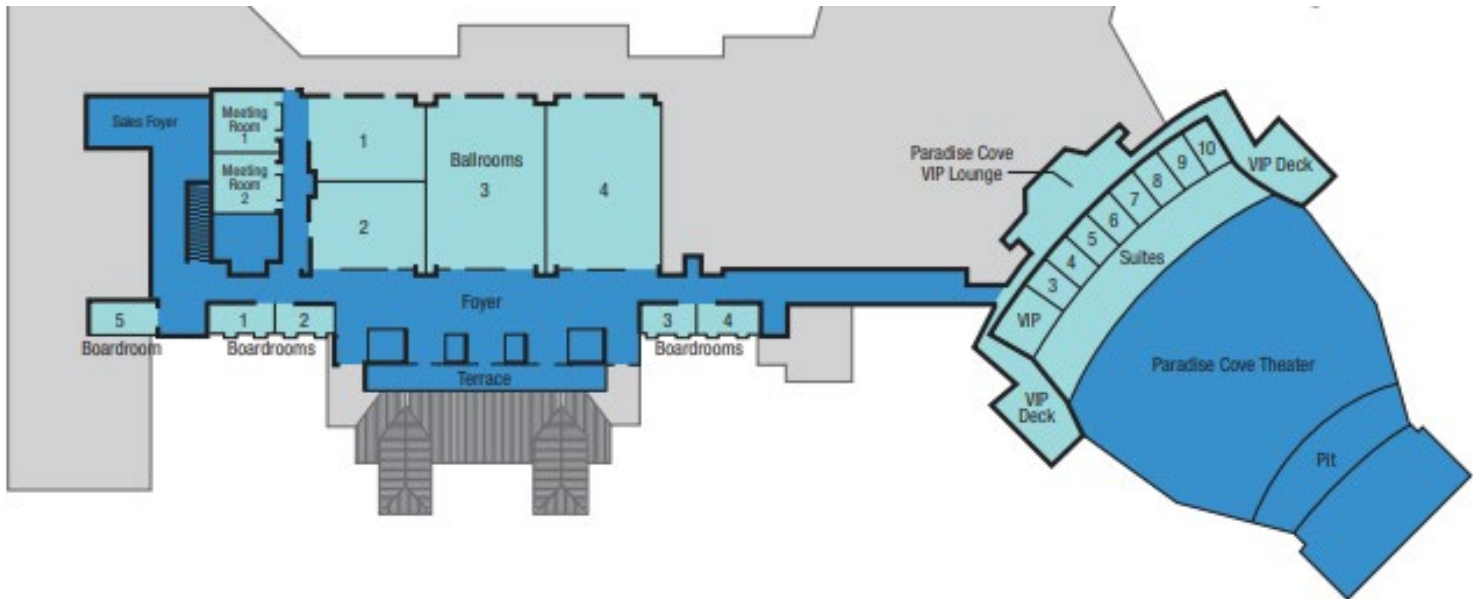 Sales Foyer
Meeting
Room
1
Meeting
Room
2
1
2
Ballrooms
3
4
Foyer
Terrace
5
Boardroom
1
2
Boardrooms
3
4
Boardrooms
Paradise Cove
VIP Lounge
VIP Deck
10
9
8
7
6
5
4
3
VIP
Suites
VIP
Deck
Paradise Cove Theater
Pit